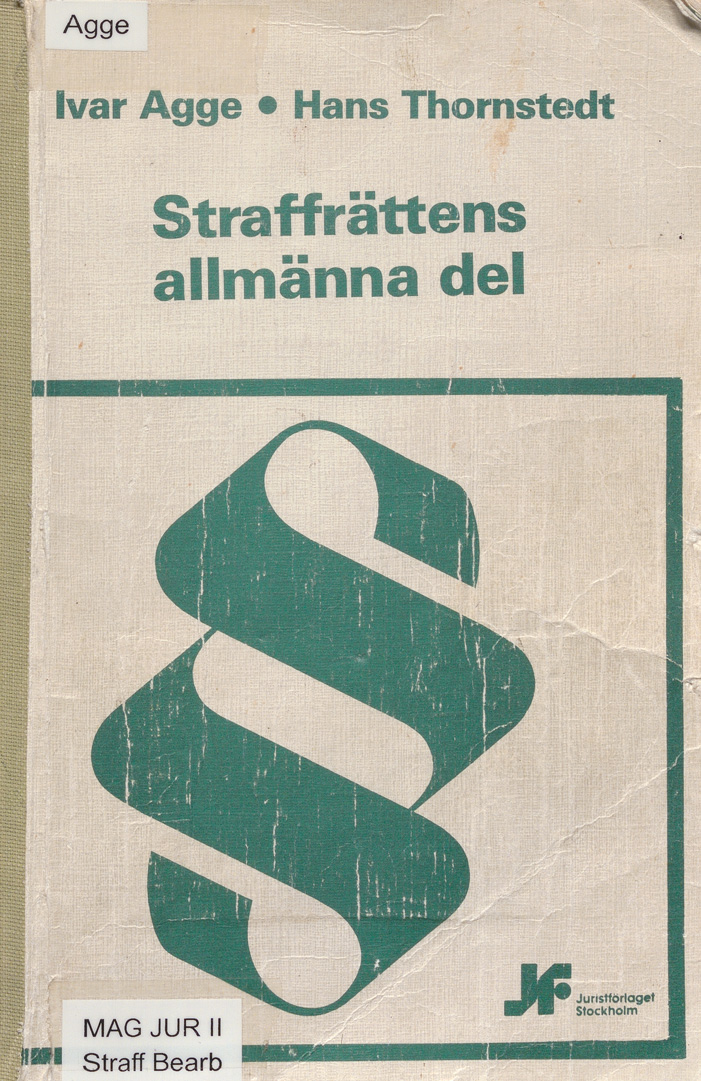 Agge
Ivar Agge • Hans Thornstedt
Straffrättens
allmänna del
§
JF
Juristförlaget
Stockholm
MAG JUR II
Straff Bearb